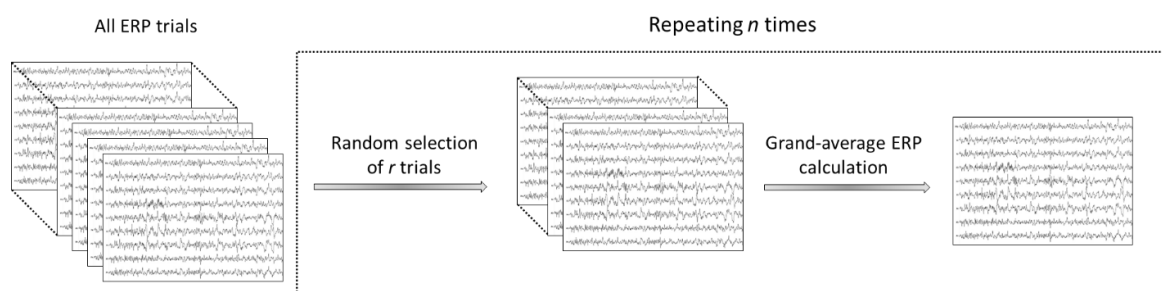 All ERP trials
Repeating n times
Random selection
of r trials
Grand-average ERP
calculation